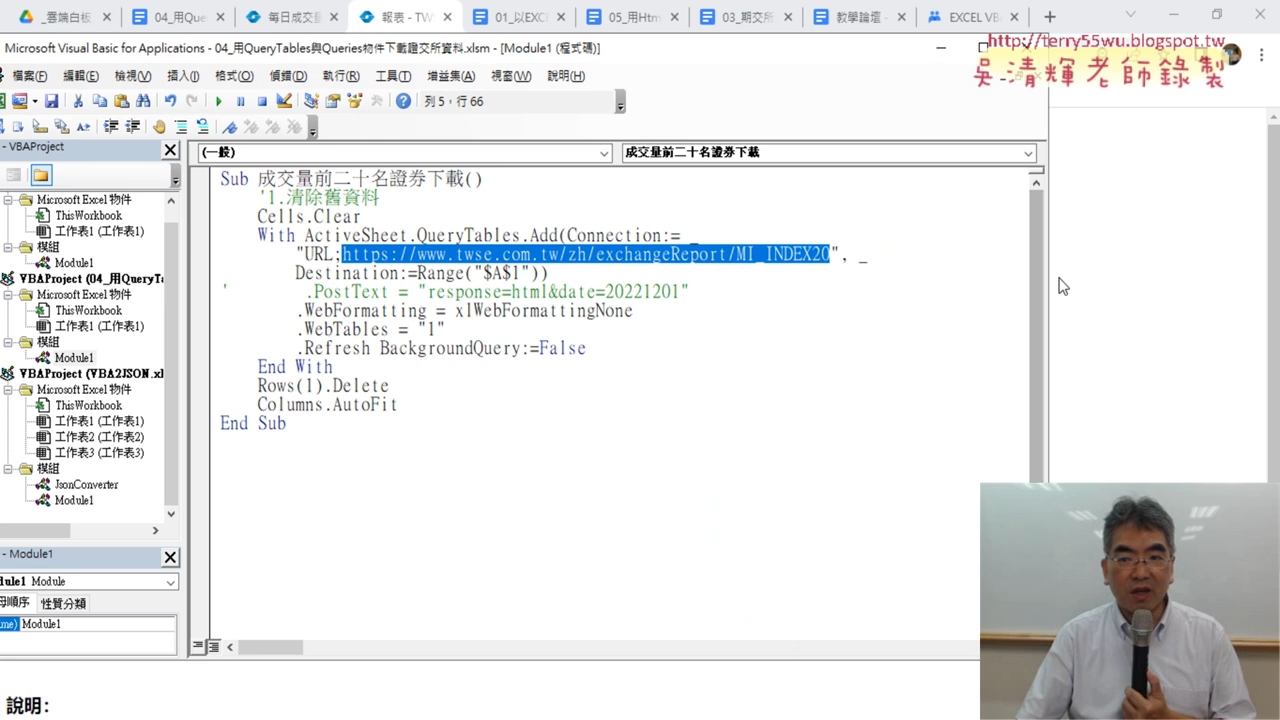 _雲端白板
04_用Que
每日成交量
報表 - TW
01_以EXC
05_用Htm
03_期交所
教學論壇 -
EXCEL VB
http://terry55wu.blogspot.tw
吳清輝老師錄製
Microsoft Visual Basic for Applications - 04_用QueryTables與Queries物件下載證交所資料.xlsm - [Module1 (程式碼)]
檔案(F) 編輯(E) 檢視(V) 插入(I) 格式(O) 偵錯(D) 執行(R) 工具(T) 增益集(A) 視窗(W) 說明(H)
列 5，行 66
- VBAProject
(一般)
成交量前二十名證券下載
Microsoft Excel 物件
ThisWorkbook
工作表1 (工作表1)
模組
Module1
VBAProject (04_用QueryTa
Microsoft Excel 物件
ThisWorkbook
工作表1 (工作表1)
模組
Module1
VBAProject (VBA2JSON.xl
Microsoft Excel 物件
ThisWorkbook
工作表1 (工作表1)
工作表2 (工作表2)
工作表3 (工作表3)
模組
JsonConverter
Module1
Sub 成交量前二十名證券下載()
'1.清除舊資料
Cells.Clear
With ActiveSheet.QueryTables.Add(Connection:= _
"URL;https://www.twse.com.tw/zh/exchangeReport/MI_INDEX20", _
Destination:=Range("$A$1"))
' .PostText = "response=html&date=20221201"
.WebFormatting = xlWebFormattingNone
.WebTables = "1"
.Refresh BackgroundQuery:=False
End With
Rows(1).Delete
Columns.AutoFit
End Sub
- Module1
dule1 Module
母順序 性質分類
me) Module1
說明: